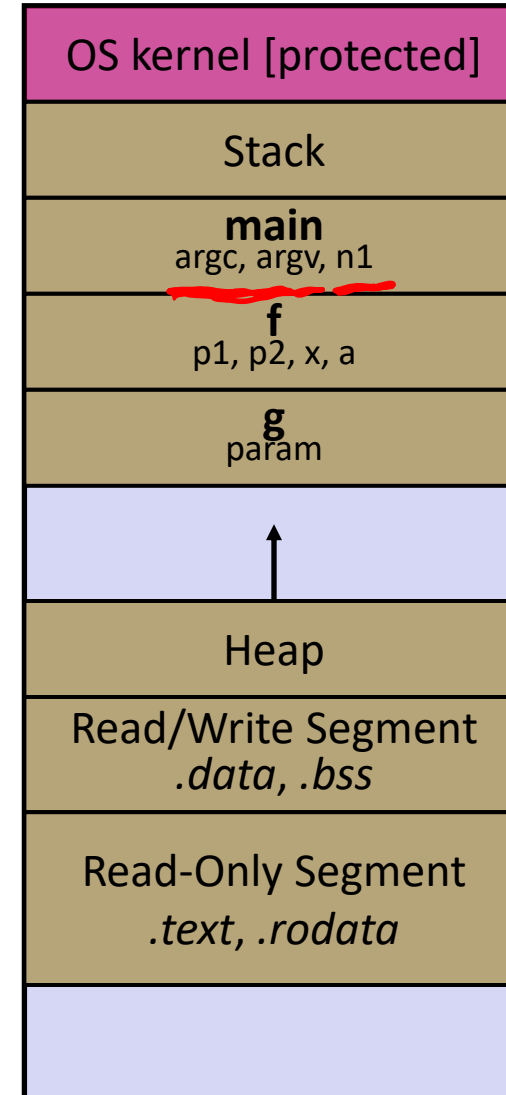 OS kernel [protected]
Stack
main
argc, argv, n1
f
p1, p2, x, a
g
param
Heap
Read/Write Segment
.data, .bss
Read-Only Segment
.text, .rodata